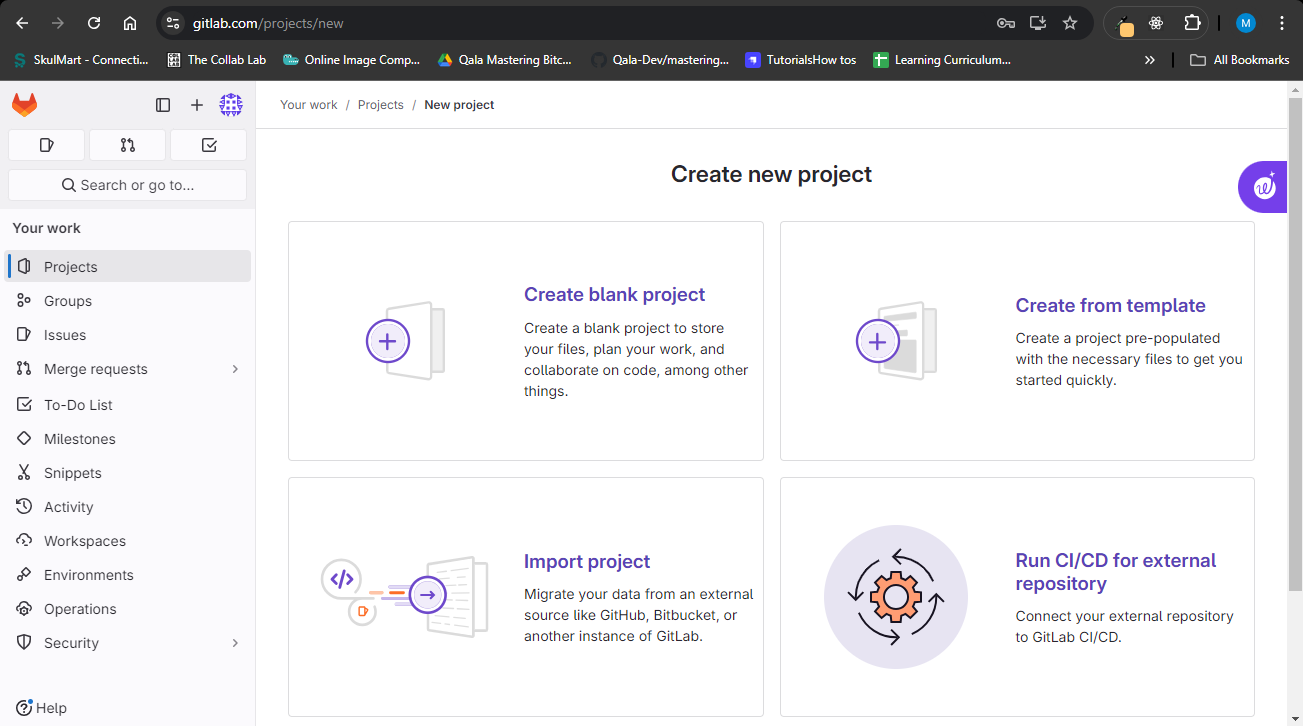 gitlab.com/projects/new
M
SkulMart - Connecti...
The Collab Lab
Online Image Comp...
Qala Mastering Bitc...
Qala-Dev/mastering...
TutorialsHow tos
Learning Curriculum...
All Bookmarks
Your work / Projects / New project
Search or go to...
Your work
Projects
Groups
Issues
Merge requests
To-Do List
Milestones
Snippets
Activity
Workspaces
Environments
Operations
Security
Help
Create new project
Create blank project
Create a blank project to store
your files, plan your work, and
collaborate on code, among other
things.
Create from template
Create a project pre-populated
with the necessary files to get you
started quickly.
Import project
Migrate your data from an external
source like GitHub, Bitbucket, or
another instance of GitLab.
Run CI/CD for external
repository
Connect your external repository
to GitLab CI/CD.